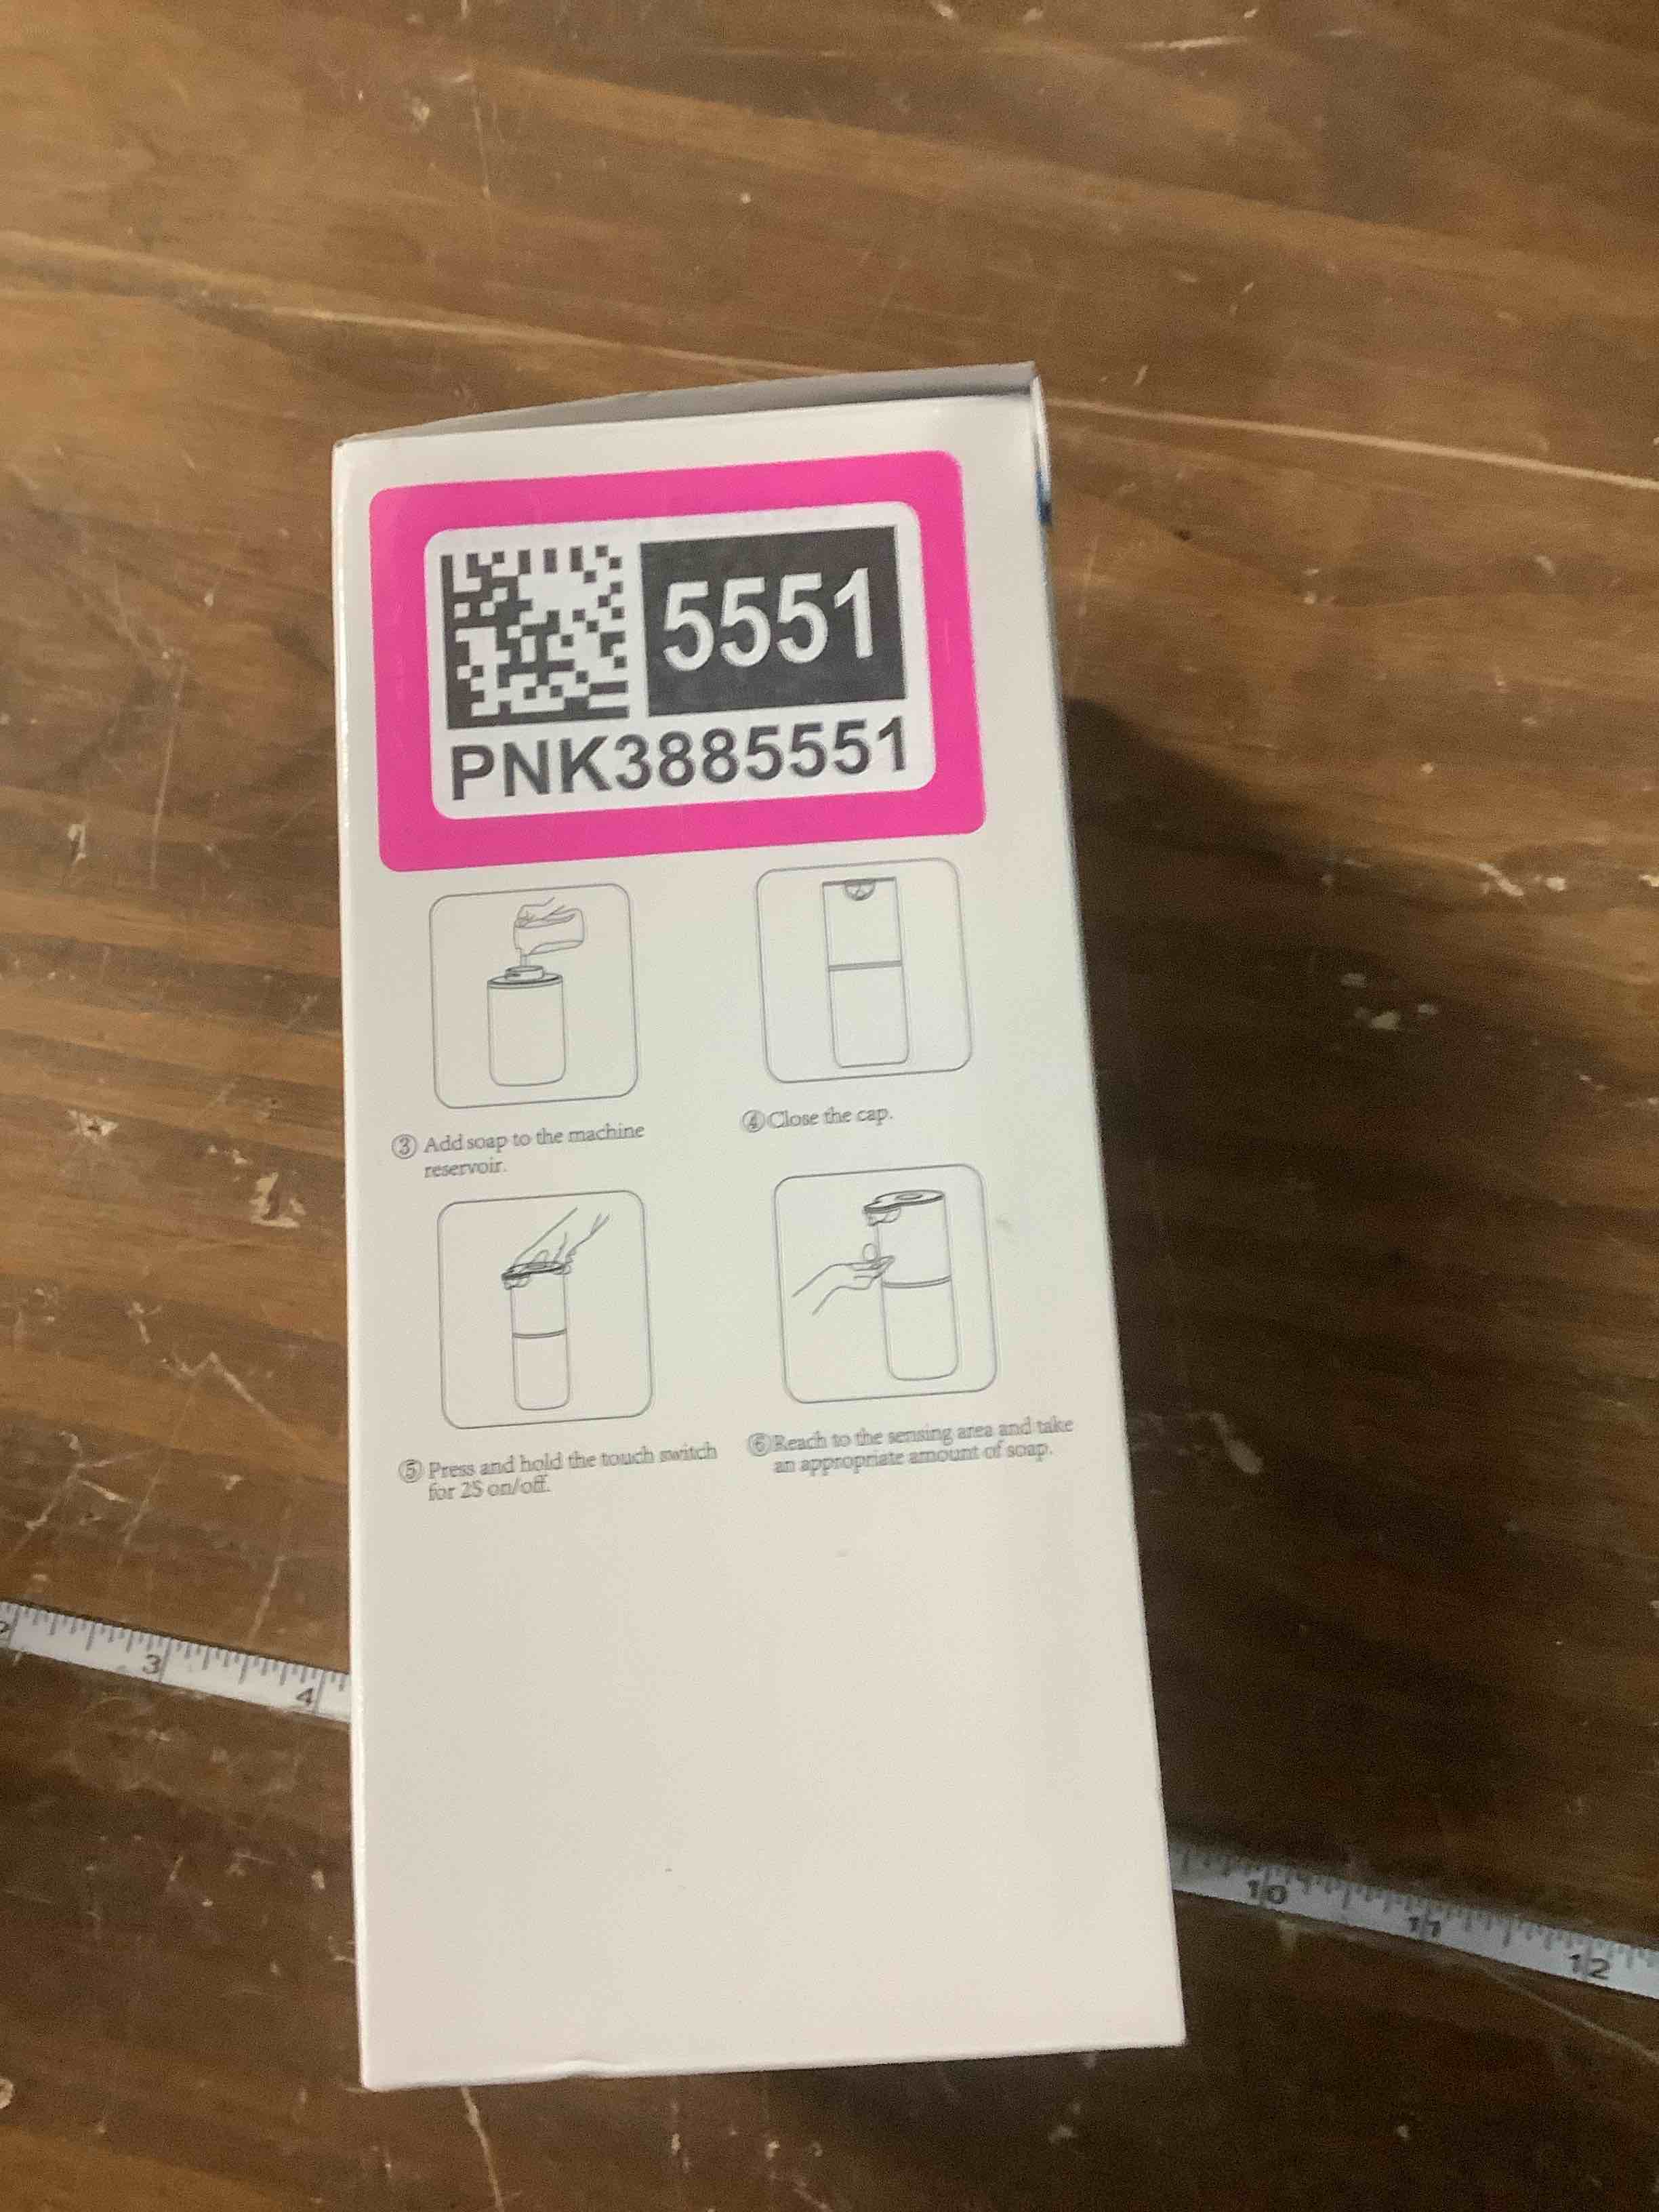 5551
PNK3885551
③ Add soap to the machine
reservoir.
④ Close the cap.
⑤ Press and hold the touch switch
for 2S on/off.
⑥ Reach to the sensing area and take
an appropriate amount of soap.
3
4
10
11
12